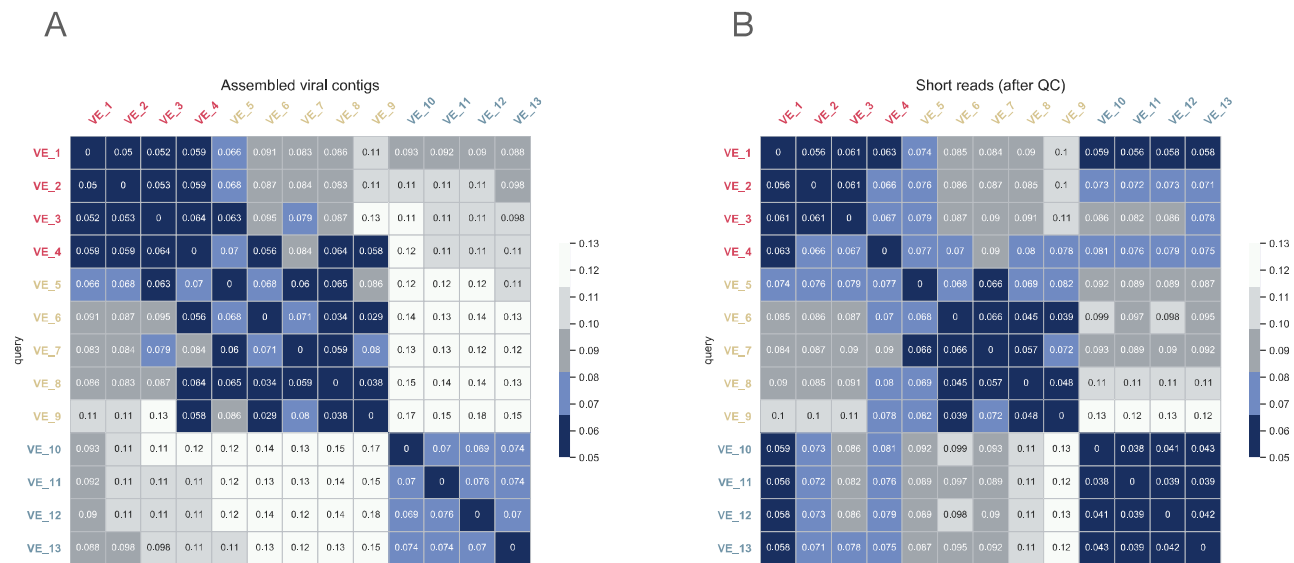 A
B
Assembled viral contigs
Short reads (after QC)
VE_1 VE_2 VE_3 VE_4 VE_5 VE_6 VE_7 VE_8 VE_9 VE_10 VE_11 VE_12 VE_13
VE_1 VE_2 VE_3 VE_4 VE_5 VE_6 VE_7 VE_8 VE_9 VE_10 VE_11 VE_12 VE_13
VE_1 0 0.05 0.052 0.059 0.066 0.091 0.083 0.086 0.11 0.093 0.092 0.09 0.088
VE_2 0.05 0 0.053 0.059 0.068 0.087 0.084 0.083 0.11 0.11 0.11 0.11 0.098
VE_3 0.052 0.053 0 0.064 0.063 0.095 0.079 0.087 0.13 0.11 0.11 0.11 0.098
VE_4 0.059 0.059 0.064 0 0.07 0.056 0.084 0.064 0.058 0.12 0.11 0.11 0.11
VE_5 0.066 0.068 0.063 0.07 0 0.068 0.06 0.065 0.086 0.12 0.12 0.12 0.11
VE_6 0.091 0.087 0.095 0.056 0.068 0 0.071 0.034 0.029 0.14 0.13 0.14 0.13
VE_7 0.083 0.084 0.079 0.084 0.06 0.071 0 0.059 0.08 0.13 0.13 0.12 0.12
VE_8 0.086 0.083 0.087 0.064 0.065 0.034 0.059 0 0.038 0.15 0.14 0.14 0.13
VE_9 0.11 0.11 0.13 0.058 0.086 0.029 0.08 0.038 0 0.17 0.15 0.18 0.15
VE_10 0.093 0.11 0.11 0.12 0.12 0.14 0.13 0.15 0.17 0 0.07 0.069 0.074
VE_11 0.092 0.11 0.11 0.11 0.12 0.13 0.13 0.14 0.15 0.07 0 0.076 0.074
VE_12 0.09 0.11 0.11 0.11 0.12 0.14 0.12 0.14 0.18 0.069 0.076 0 0.07
VE_13 0.088 0.098 0.098 0.11 0.11 0.13 0.12 0.13 0.15 0.074 0.074 0.07 0
query
0.13
0.12
0.11
0.10
0.09
0.08
0.07
0.06
0.05
VE_1 0 0.056 0.061 0.063 0.074 0.085 0.084 0.09 0.1 0.059 0.056 0.058 0.058
VE_2 0.056 0 0.061 0.066 0.076 0.086 0.087 0.085 0.1 0.073 0.072 0.073 0.071
VE_3 0.061 0.061 0 0.067 0.079 0.087 0.09 0.091 0.11 0.086 0.082 0.086 0.078
VE_4 0.063 0.066 0.067 0 0.077 0.07 0.09 0.08 0.078 0.081 0.076 0.079 0.075
VE_5 0.074 0.076 0.079 0.077 0 0.068 0.066 0.069 0.082 0.092 0.089 0.089 0.087
VE_6 0.085 0.086 0.087 0.07 0.068 0 0.066 0.045 0.039 0.099 0.097 0.098 0.095
VE_7 0.084 0.087 0.09 0.09 0.066 0.066 0 0.057 0.072 0.093 0.089 0.09 0.092
VE_8 0.09 0.085 0.091 0.08 0.069 0.045 0.057 0 0.048 0.11 0.11 0.11 0.11
VE_9 0.1 0.1 0.11 0.078 0.082 0.039 0.072 0.048 0 0.13 0.12 0.13 0.12
VE_10 0.059 0.073 0.086 0.081 0.092 0.099 0.093 0.11 0.13 0 0.038 0.041 0.043
VE_11 0.056 0.072 0.082 0.076 0.069 0.097 0.089 0.11 0.12 0.038 0 0.039 0.039
VE_12 0.058 0.073 0.086 0.079 0.089 0.098 0.09 0.11 0.13 0.041 0.039 0 0.042
VE_13 0.058 0.071 0.078 0.075 0.087 0.095 0.092 0.11 0.12 0.043 0.039 0.042 0
query
0.13
0.12
0.11
0.10
0.09
0.08
0.07
0.06
0.05